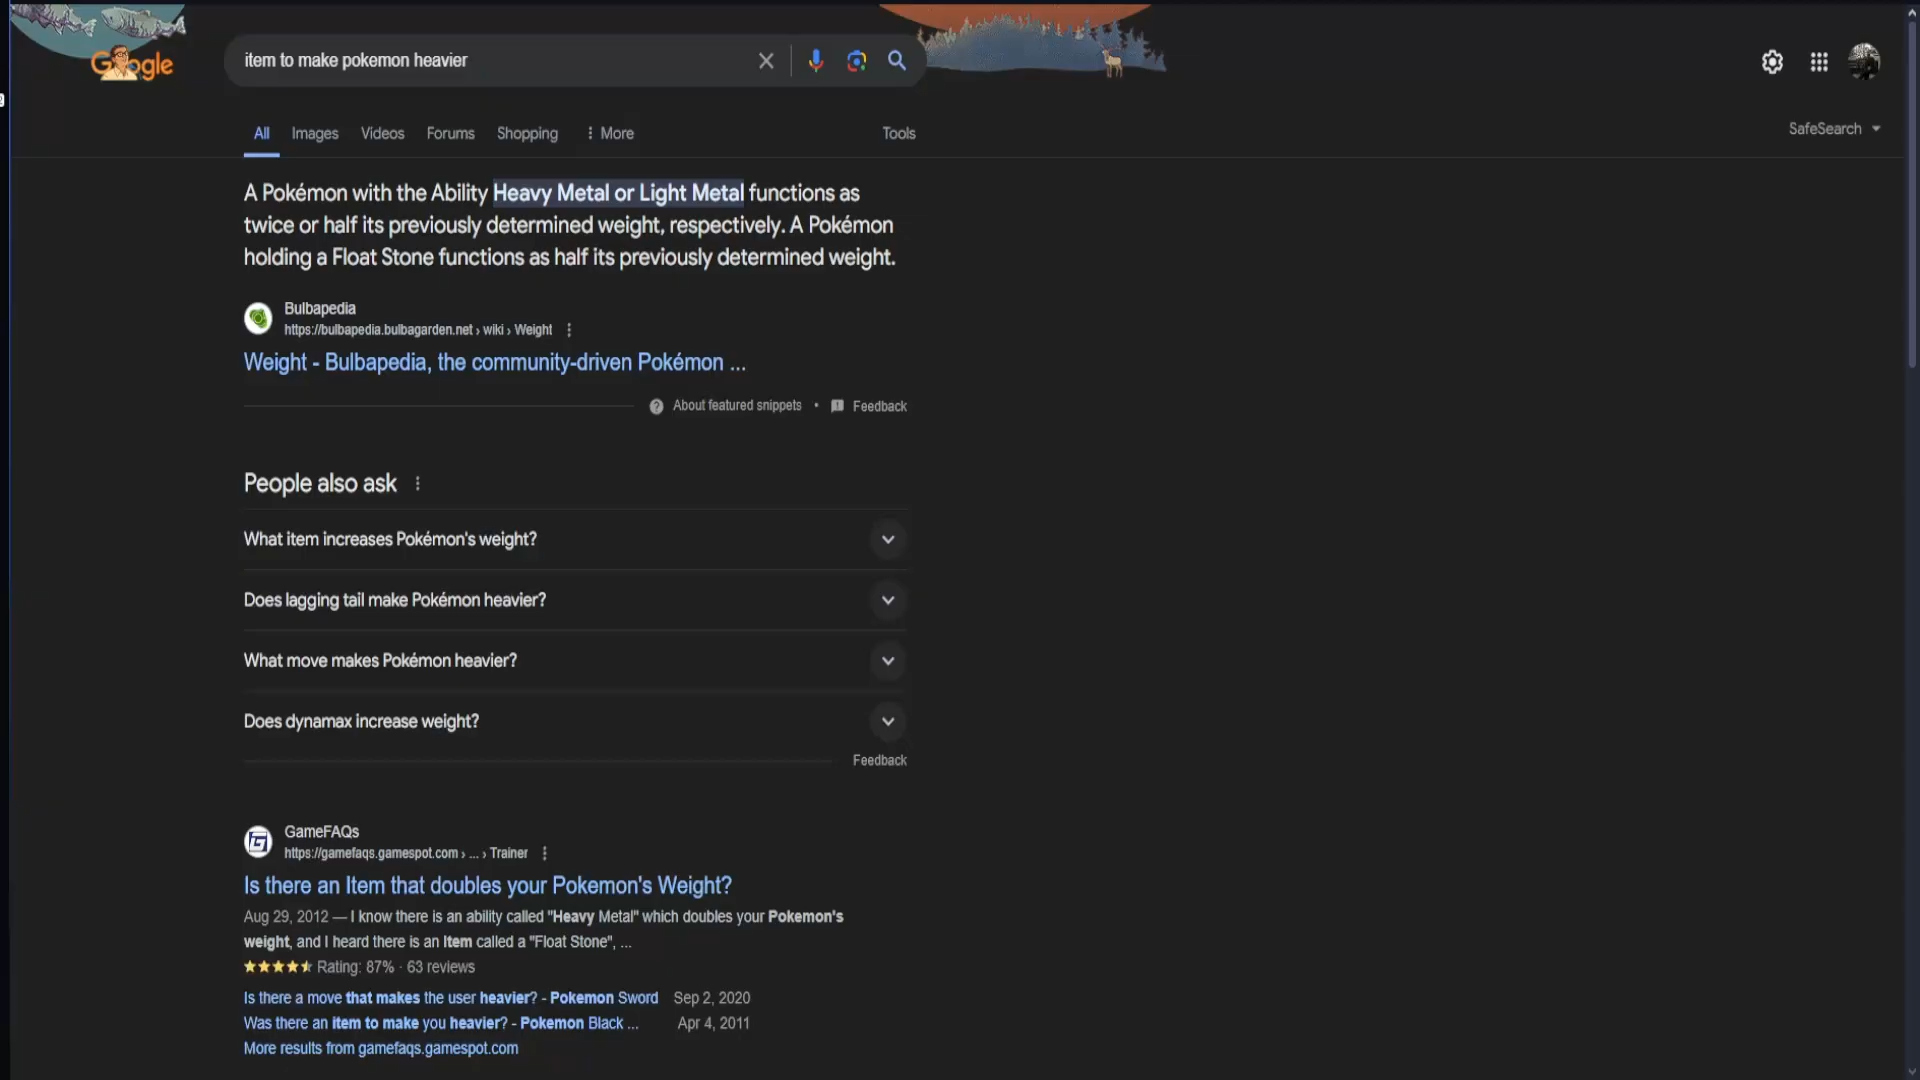 Google
item to make pokemon heavier
All Images Videos Forums Shopping More Tools
SafeSearch
A Pokémon with the Ability Heavy Metal or Light Metal functions as
twice or half its previously determined weight, respectively. A Pokémon
holding a Float Stone functions as half its previously determined weight.
Bulbapedia
https://bulbapedia.bulbagarden.net › wiki › Weight
Weight - Bulbapedia, the community-driven Pokémon ...
About featured snippets • Feedback
People also ask
What item increases Pokémon's weight?
Does lagging tail make Pokémon heavier?
What move makes Pokémon heavier?
Does dynamax increase weight?
Feedback
GameFAQs
https://gamefaqs.gamespot.com › ... › Trainer
Is there an Item that doubles your Pokemon's Weight?
Aug 29, 2012 — I know there is an ability called "Heavy Metal" which doubles your Pokemon's
weight, and I heard there is an Item called a "Float Stone", ...
Rating: 87% · 63 reviews
Is there a move that makes the user heavier? - Pokemon Sword Sep 2, 2020
Was there an item to make you heavier? - Pokemon Black ... Apr 4, 2011
More results from gamefaqs.gamespot.com